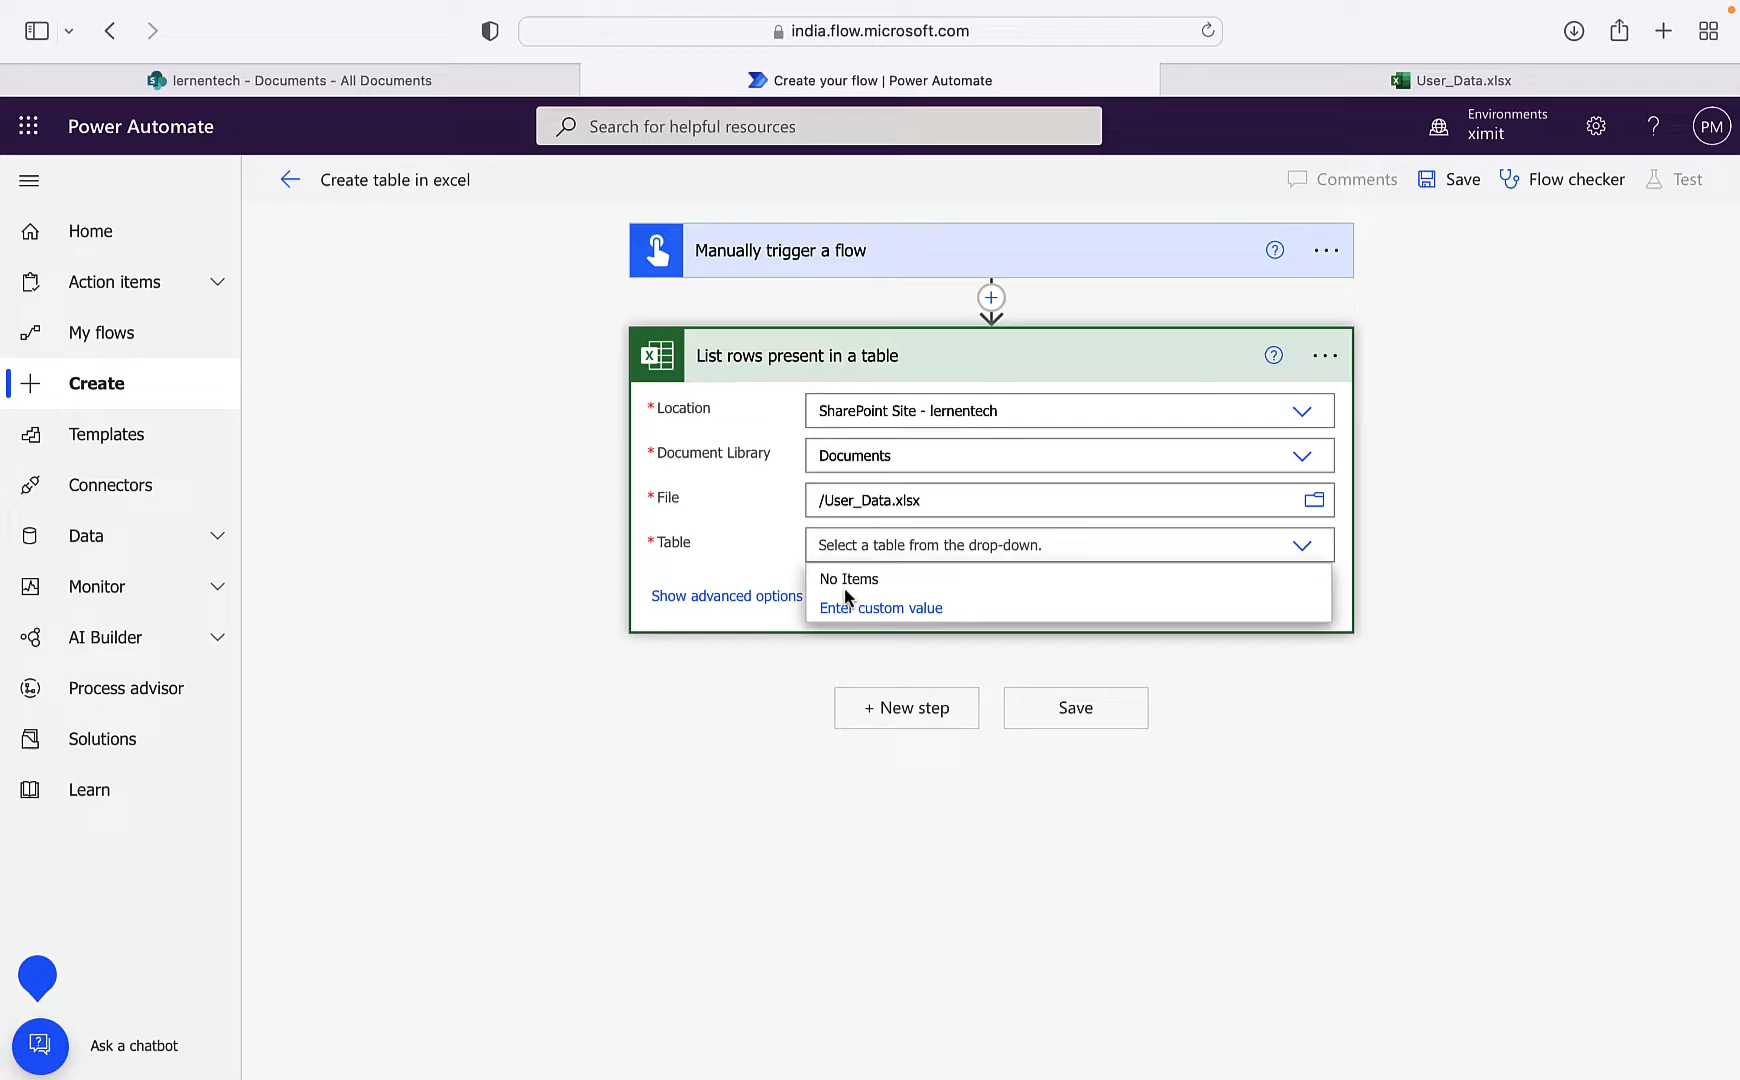 india.flow.microsoft.com
lernentech - Documents - All Documents
Create your flow | Power Automate
User_Data.xlsx
Power Automate
Search for helpful resources
Environments
ximit
PM
Create table in excel
Comments
Save
Flow checker
Test
Home
Action items
My flows
Create
Templates
Connectors
Data
Monitor
AI Builder
Process advisor
Solutions
Learn
Ask a chatbot
Manually trigger a flow
List rows present in a table
* Location
SharePoint Site - lernentech
* Document Library
Documents
* File
/User_Data.xlsx
* Table
Select a table from the drop-down.
No Items
Enter custom value
Show advanced options
+ New step
Save